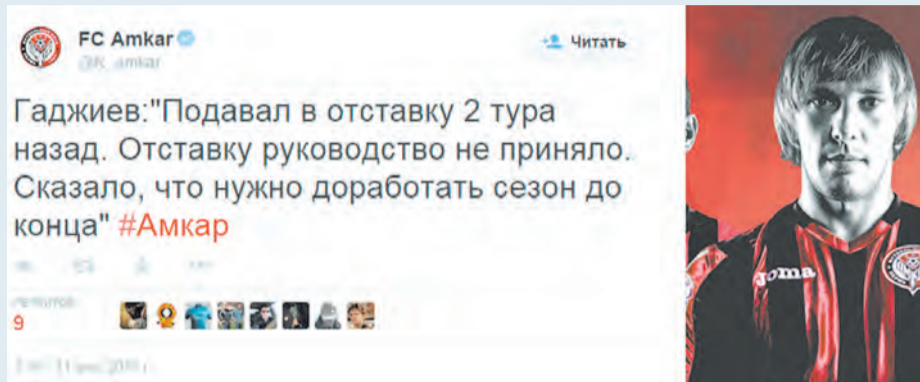 FC Amkar
Читать
Гаджиев:"Подавал в отставку 2 тура
назад. Отставку руководство не приняло.
Сказало, что нужно доработать сезон до
конца" #Амкар
9
Joma